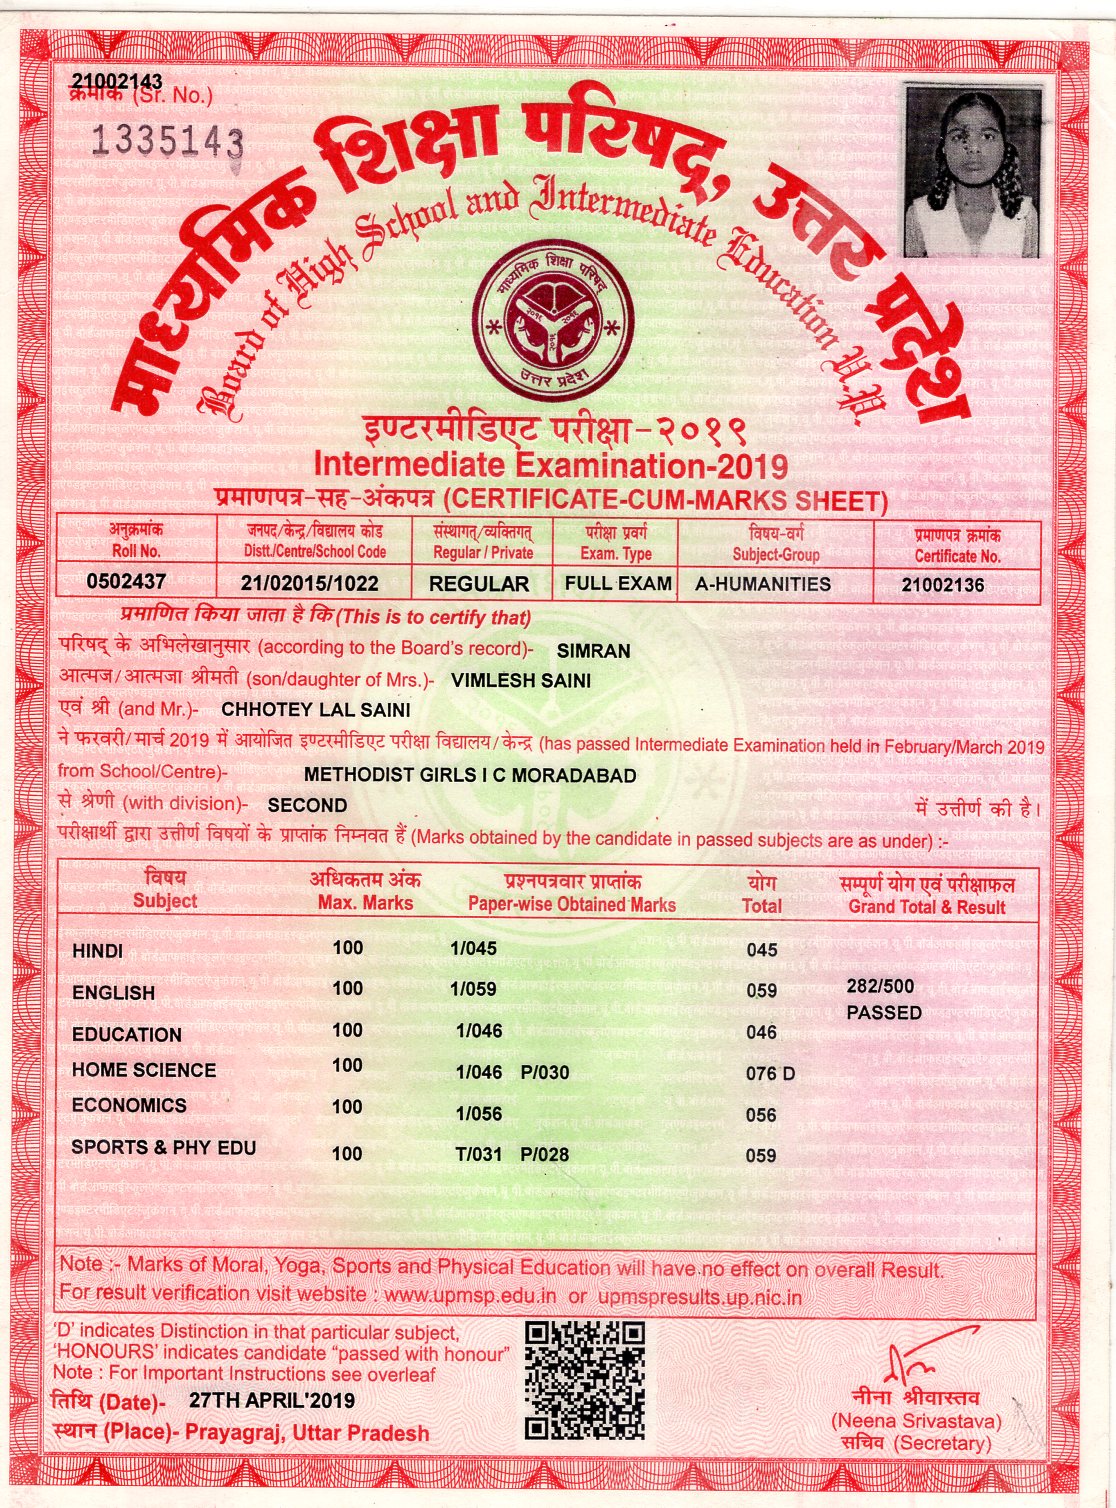 21002143
क्रमांक (Sr. No.)
1335143
माध्यमिक शिक्षा परिषद्, उत्तर प्रदेश
Board of High School and Intermediate Education U.P.
माध्यमिक शिक्षा परिषद्
उत्तर प्रदेश
इण्टरमीडिएट परीक्षा-२०१९
Intermediate Examination-2019
प्रमाणपत्र-सह-अंकपत्र (CERTIFICATE-CUM-MARKS SHEET)
अनुक्रमांक जनपद/केन्द्र/विद्यालय कोड संस्थागत्/व्यक्तिगत् परीक्षा प्रवर्ग विषय-वर्ग प्रमाणपत्र क्रमांक
Roll No. Distt./Centre/School Code Regular / Private Exam. Type Subject-Group Certificate No.
0502437 21/02015/1022 REGULAR FULL EXAM A-HUMANITIES 21002136
प्रमाणित किया जाता है कि (This is to certify that)
परिषद् के अभिलेखानुसार (according to the Board's record)- SIMRAN
आत्मज/आत्मजा श्रीमती (son/daughter of Mrs.)- VIMLESH SAINI
एवं श्री (and Mr.)- CHHOTEY LAL SAINI
ने फरवरी/मार्च 2019 में आयोजित इण्टरमीडिएट परीक्षा विद्यालय/केन्द्र (has passed Intermediate Examination held in February/March 2019
from School/Centre)- METHODIST GIRLS I C MORADABAD
से श्रेणी (with division)- SECOND में उत्तीर्ण की है।
परीक्षार्थी द्वारा उत्तीर्ण विषयों के प्राप्तांक निम्नवत हैं (Marks obtained by the candidate in passed subjects are as under) :-
विषय अधिकतम अंक प्रश्नपत्रवार प्राप्तांक योग सम्पूर्ण योग एवं परीक्षाफल
Subject Max. Marks Paper-wise Obtained Marks Total Grand Total & Result
HINDI 100 1/045 045
ENGLISH 100 1/059 059 282/500
PASSED
EDUCATION 100 1/046 046
HOME SCIENCE 100 1/046 P/030 076 D
ECONOMICS 100 1/056 056
SPORTS & PHY EDU 100 T/031 P/028 059
Note :- Marks of Moral, Yoga, Sports and Physical Education will have no effect on overall Result.
For result verification visit website : www.upmsp.edu.in or upmspresults.up.nic.in
'D' indicates Distinction in that particular subject,
'HONOURS' indicates candidate "passed with honour"
Note : For Important Instructions see overleaf
तिथि (Date)- 27TH APRIL'2019
स्थान (Place)- Prayagraj, Uttar Pradesh
नीना श्रीवास्तव
(Neena Srivastava)
सचिव (Secretary)